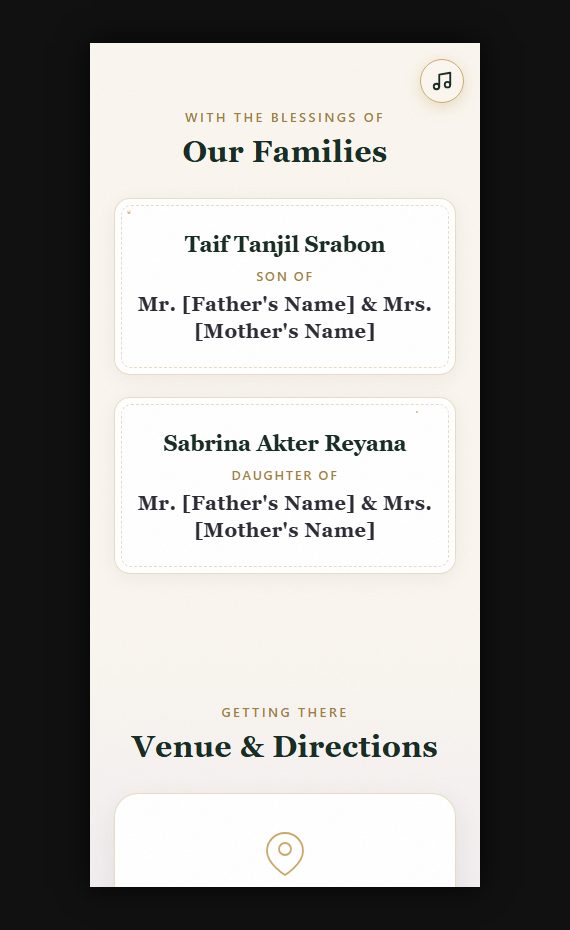 WITH THE BLESSINGS OF
Our Families
Taif Tanjil Srabon
SON OF
Mr. [Father's Name] & Mrs.
[Mother's Name]
Sabrina Akter Reyana
DAUGHTER OF
Mr. [Father's Name] & Mrs.
[Mother's Name]
GETTING THERE
Venue & Directions